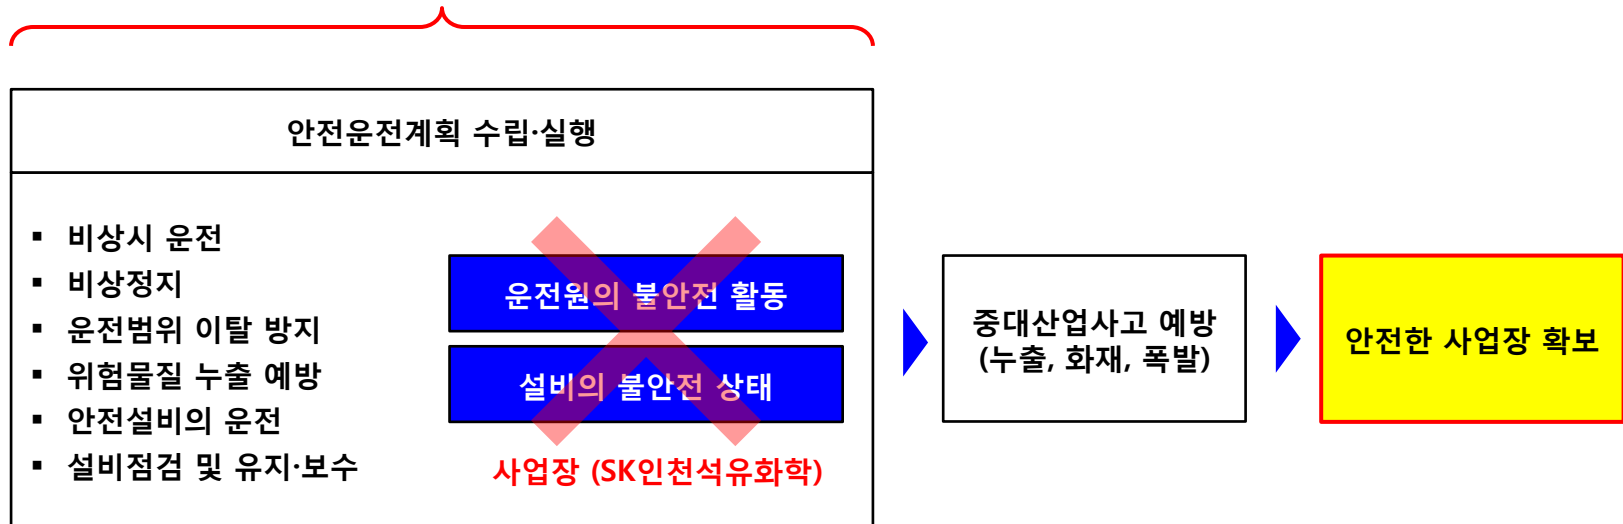 안전운전계획 수립·실행
▪ 비상시 운전
▪ 비상정지
▪ 운전범위 이탈 방지
▪ 위험물질 누출 예방
▪ 안전설비의 운전
▪ 설비점검 및 유지·보수
운전원의 불안전 활동
설비의 불안전 상태
사업장 (SK인천석유화학)
중대산업사고 예방
(누출, 화재, 폭발)
안전한 사업장 확보